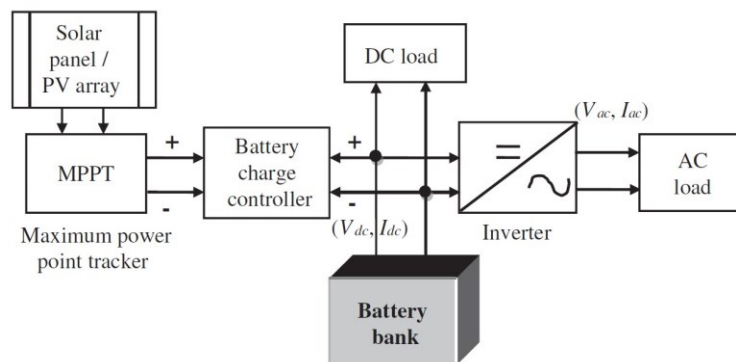 Solar
panel /
PV array
DC load
(Vac, Iac)
+
+
MPPT
Battery
charge
controller
=
AC
load
-
-
Maximum power
point tracker
(Vdc, Idc)
Inverter
Battery
bank